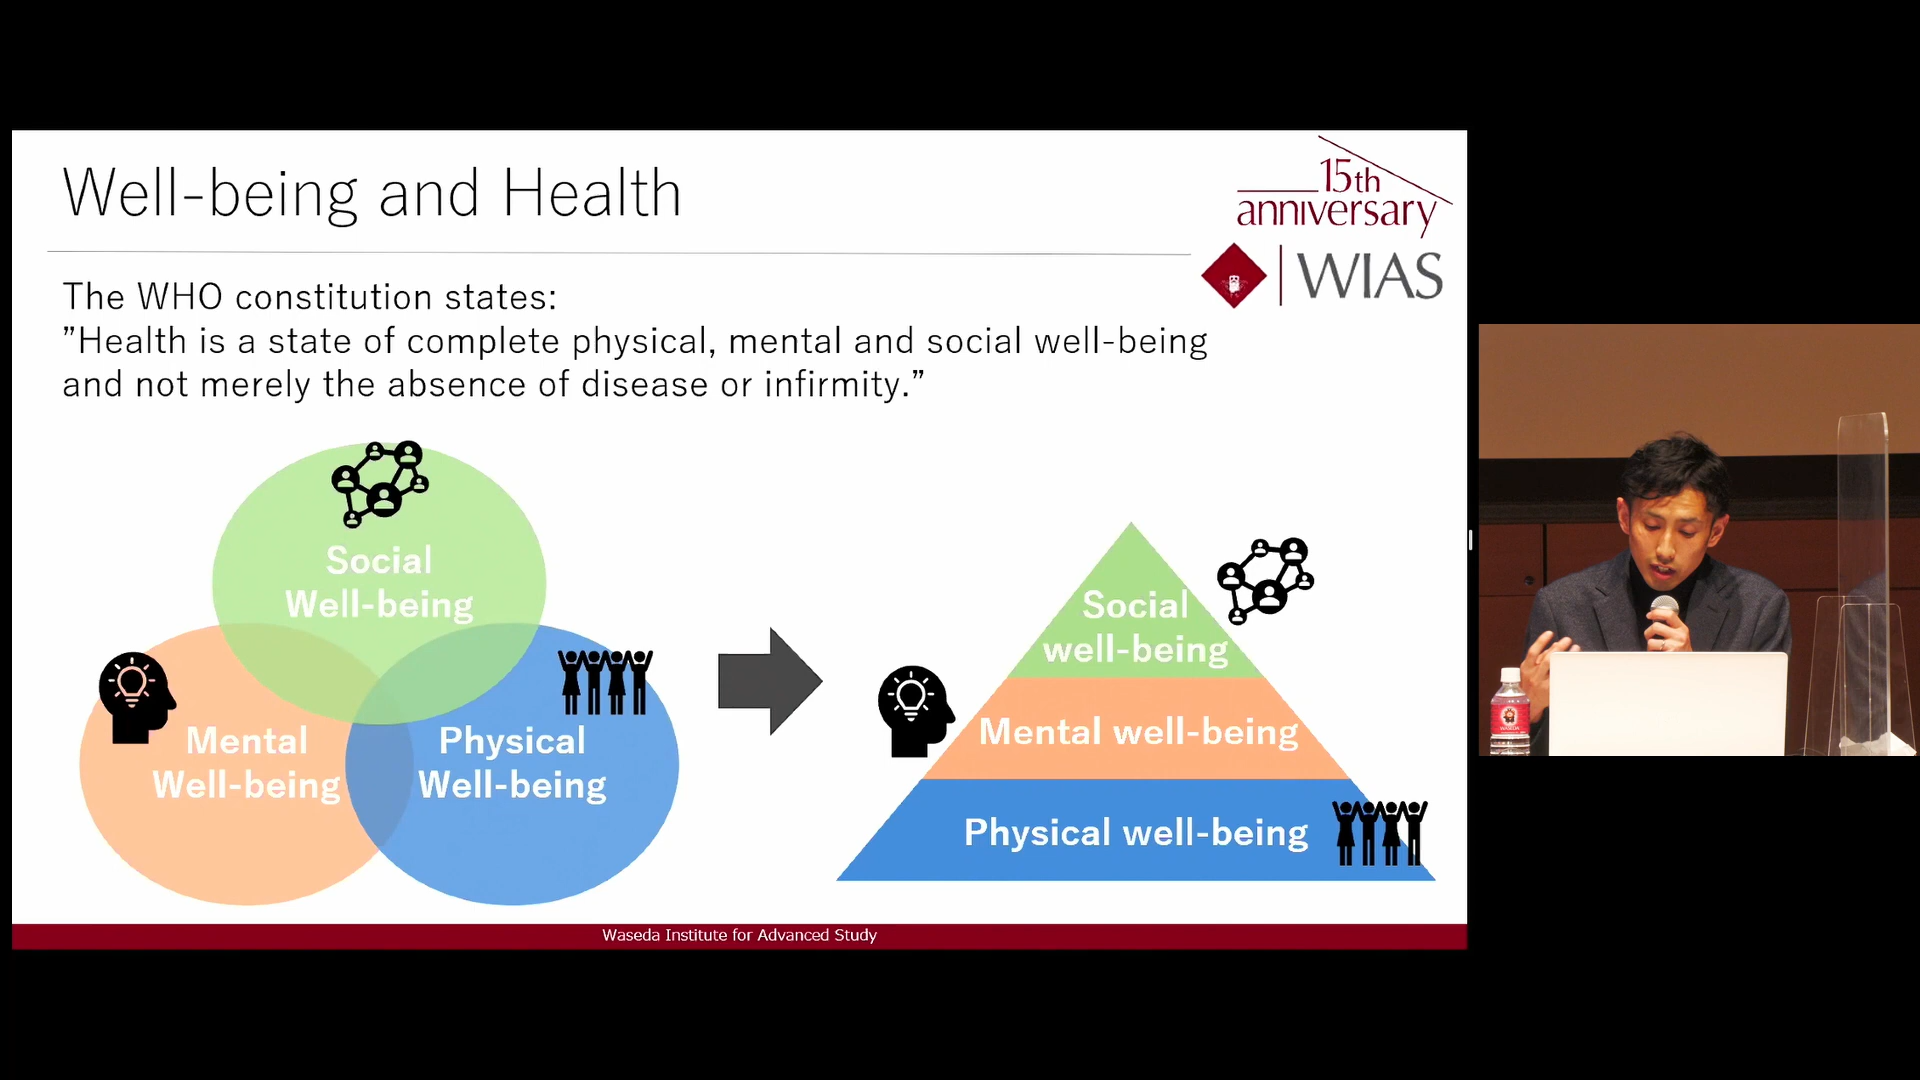 Well-being and Health
15th
anniversary
WIAS
The WHO constitution states:
”Health is a state of complete physical, mental and social well-being
and not merely the absence of disease or infirmity.”
Social
Well-being
Mental
Well-being
Physical
Well-being
Social
well-being
Mental well-being
Physical well-being
Waseda Institute for Advanced Study
WASEDA